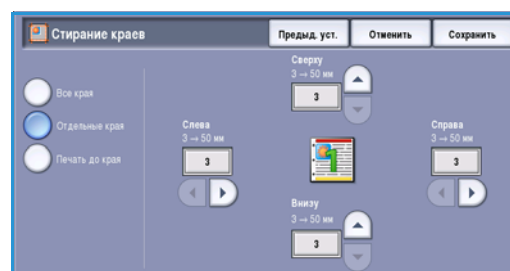 Стирание краев
Предыд. уст.
Отменить
Сохранить
Все края
Отдельные края
Печать до края
Сверху
3 → 50 мм
3
Слева
3 → 50 мм
3
Справа
3 → 50 мм
3
Внизу
3 → 50 мм
3